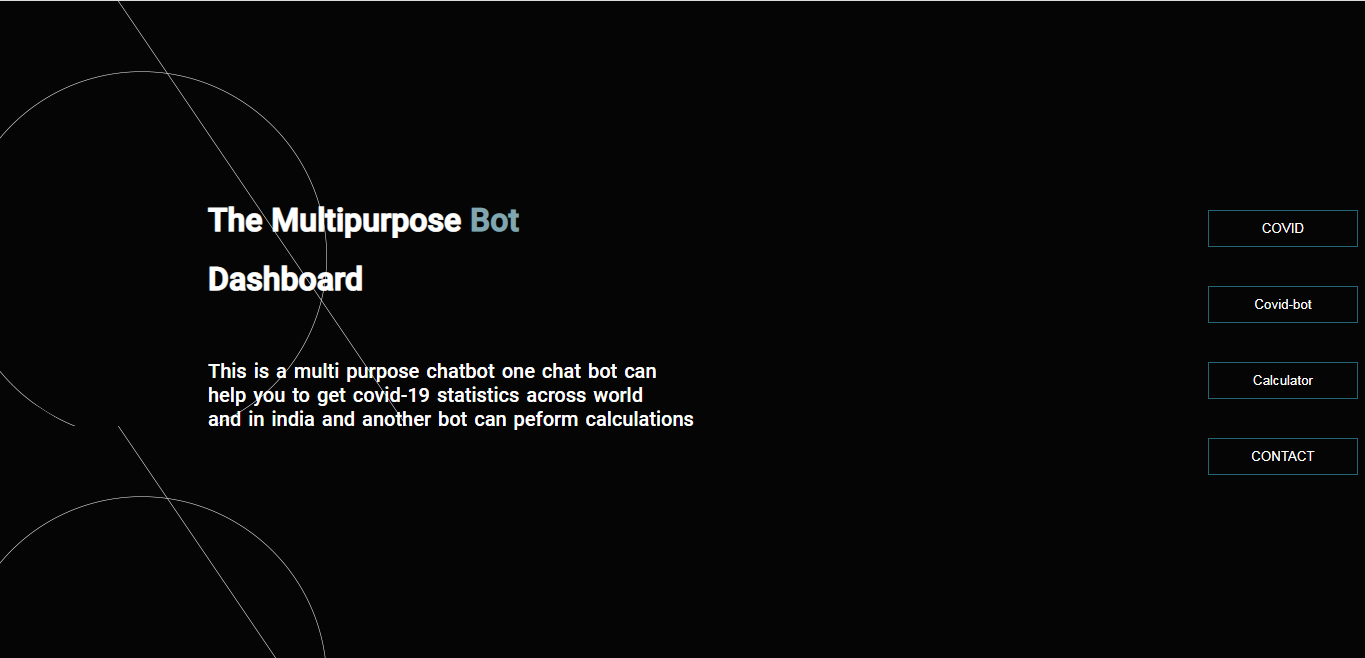 The Multipurpose Bot
Dashboard
This is a multi purpose chatbot one chat bot can
help you to get covid-19 statistics across world
and in india and another bot can peform calculations
COVID
Covid-bot
Calculator
CONTACT